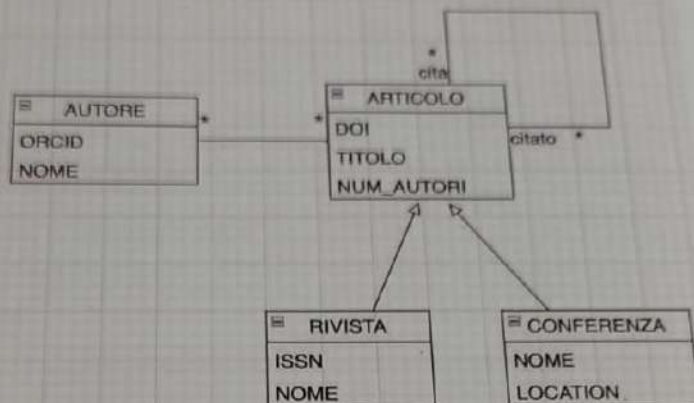 *
cita
ARTICOLO
AUTORE
*
*
DOI
citato *
ORCID
TITOLO
NOME
NUM_AUTORI
RIVISTA
CONFERENZA
ISSN
NOME
NOME
LOCATION